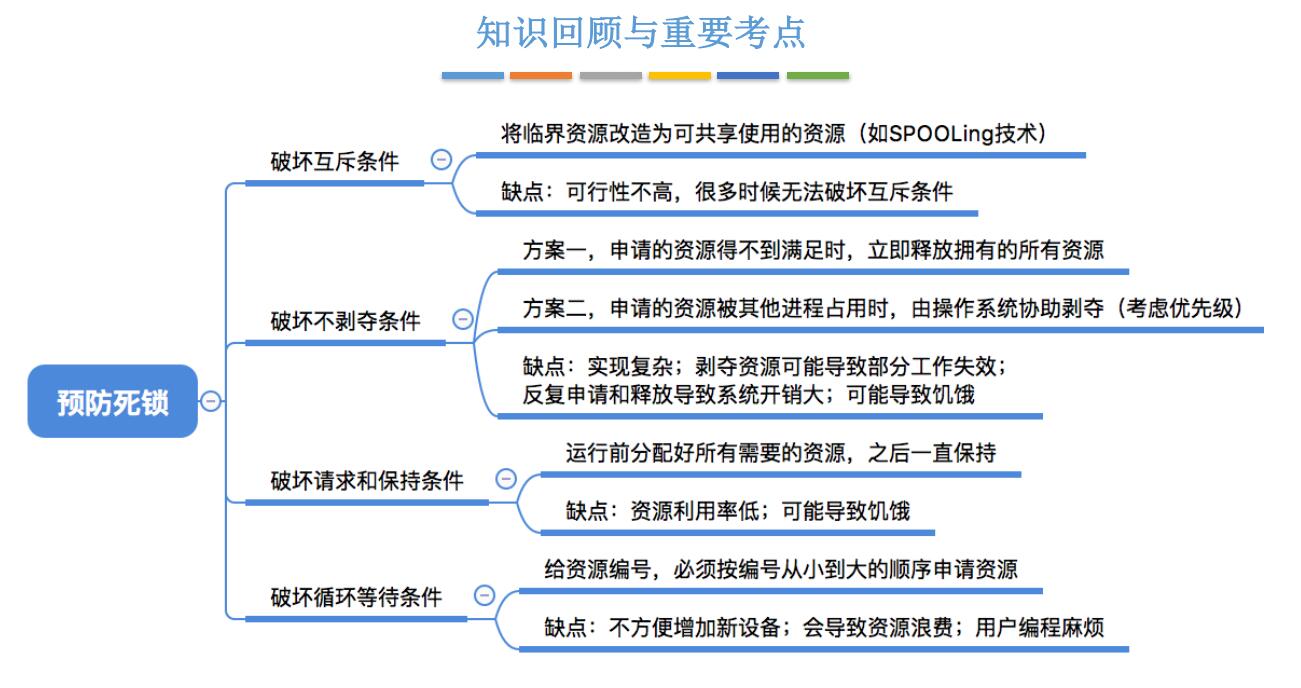 知识回顾与重要考点
将临界资源改造为可共享使用的资源（如SPOOLing技术）
破坏互斥条件
缺点：可行性不高，很多时候无法破坏互斥条件
方案一，申请的资源得不到满足时，立即释放拥有的所有资源
方案二，申请的资源被其他进程占用时，由操作系统协助剥夺（考虑优先级）
破坏不剥夺条件
缺点：实现复杂；剥夺资源可能导致部分工作失效；
反复申请和释放导致系统开销大；可能导致饥饿
预防死锁
运行前分配好所有需要的资源，之后一直保持
破坏请求和保持条件
缺点：资源利用率低；可能导致饥饿
给资源编号，必须按编号从小到大的顺序申请资源
破坏循环等待条件
缺点：不方便增加新设备；会导致资源浪费；用户编程麻烦